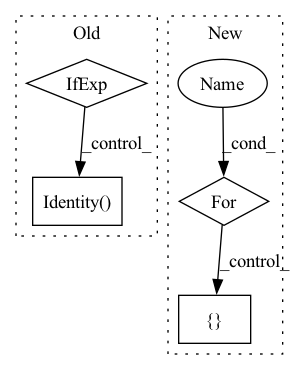 Old
New
IfExp
Name
_control_
_cond_
Identity()
For
_control_
{}